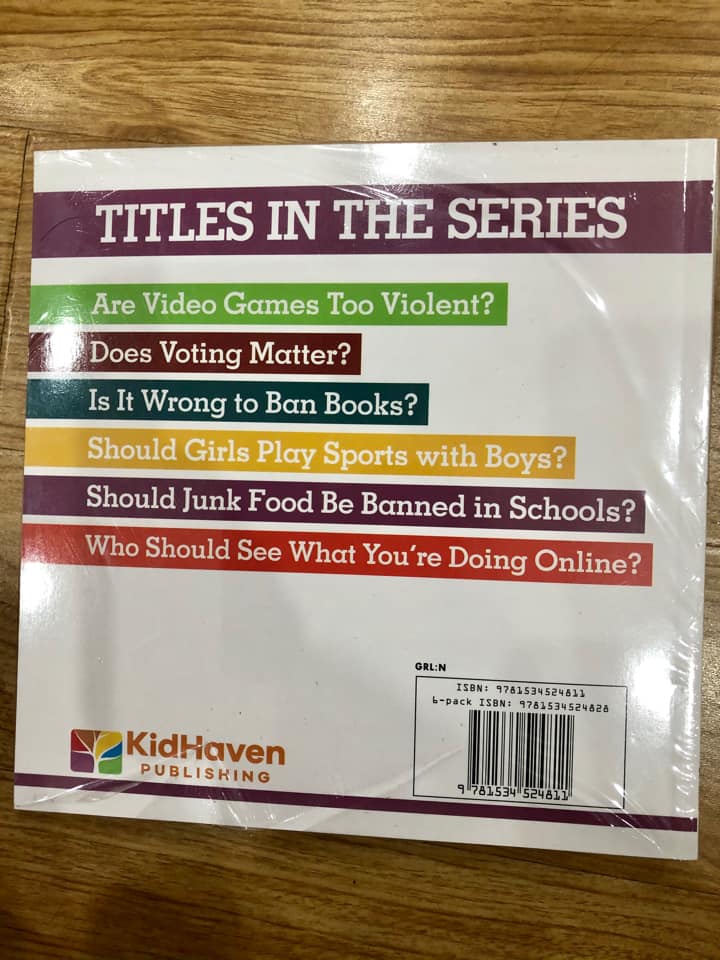 TITLES IN THE SERIES
Are Video Games Too Violent?
Does Voting Matter?
Is It Wrong to Ban Books?
Should Girls Play Sports with Boys?
Should Junk Food Be Banned in Schools?
Who Should See What You're Doing Online?
GRL:N
ISBN: 9781534524811
6-pack ISBN: 9781534524828
9 781534 524811
KidHaven
PUBLISHING